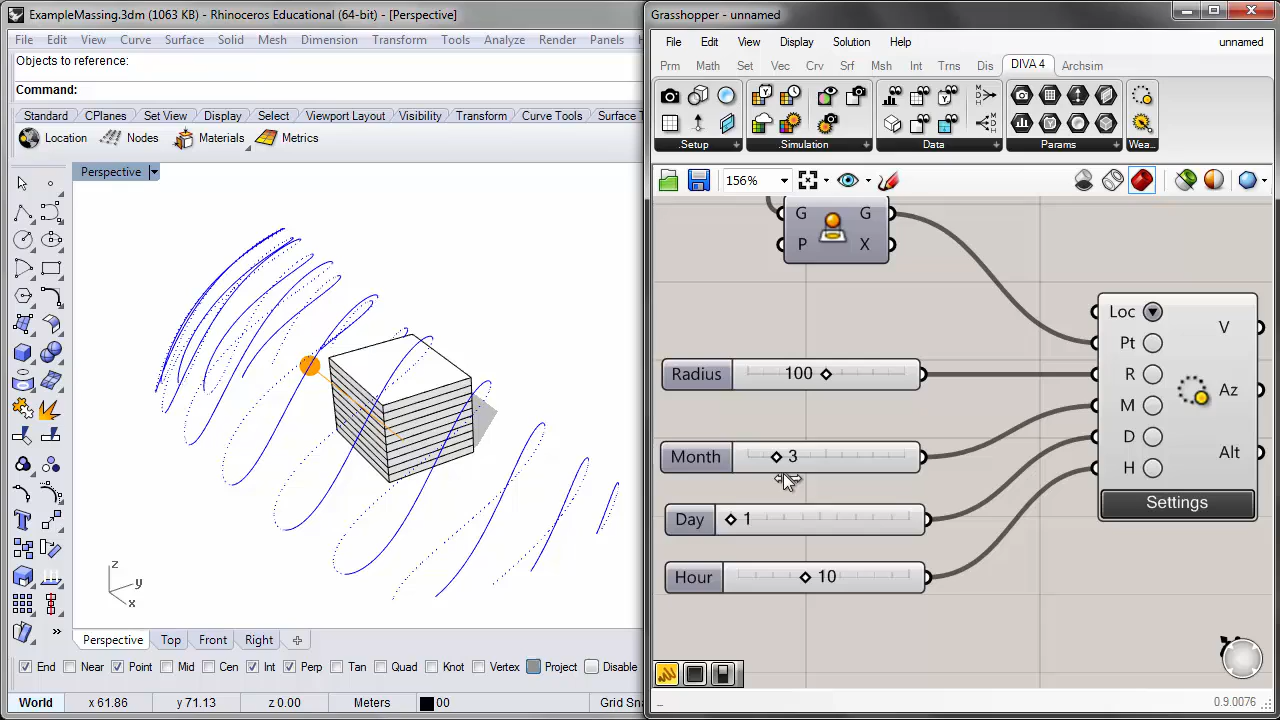 ExampleMassing.3dm (1063 KB) - Rhinoceros Educational (64-bit) - [Perspective]
File Edit View Curve Surface Solid Mesh Dimension Transform Tools Analyze Render Panels
Objects to reference:
Command:
Standard CPlanes Set View Display Select Viewport Layout Visibility Transform Curve Tools Surface T
Location Nodes Materials Metrics
Perspective
z
y
x
Perspective Top Front Right
End Near Point Mid Cen Int Perp Tan Quad Knot Vertex Project Disable
World x 61.86 y 71.13 z 0.00 Meters 00 Grid Sna
Grasshopper - unnamed
File Edit View Display Solution Help unnamed
Prm Math Set Vec Crv Srf Msh Int Trns Dis DIVA 4 Archsim
.Setup .Simulation Data Params Wea...
156%
G G
P X
Loc
Pt
R
M
D
H
V
Az
Alt
Settings
Radius 100
Month 3
Day 1
Hour 10
0.9.0076